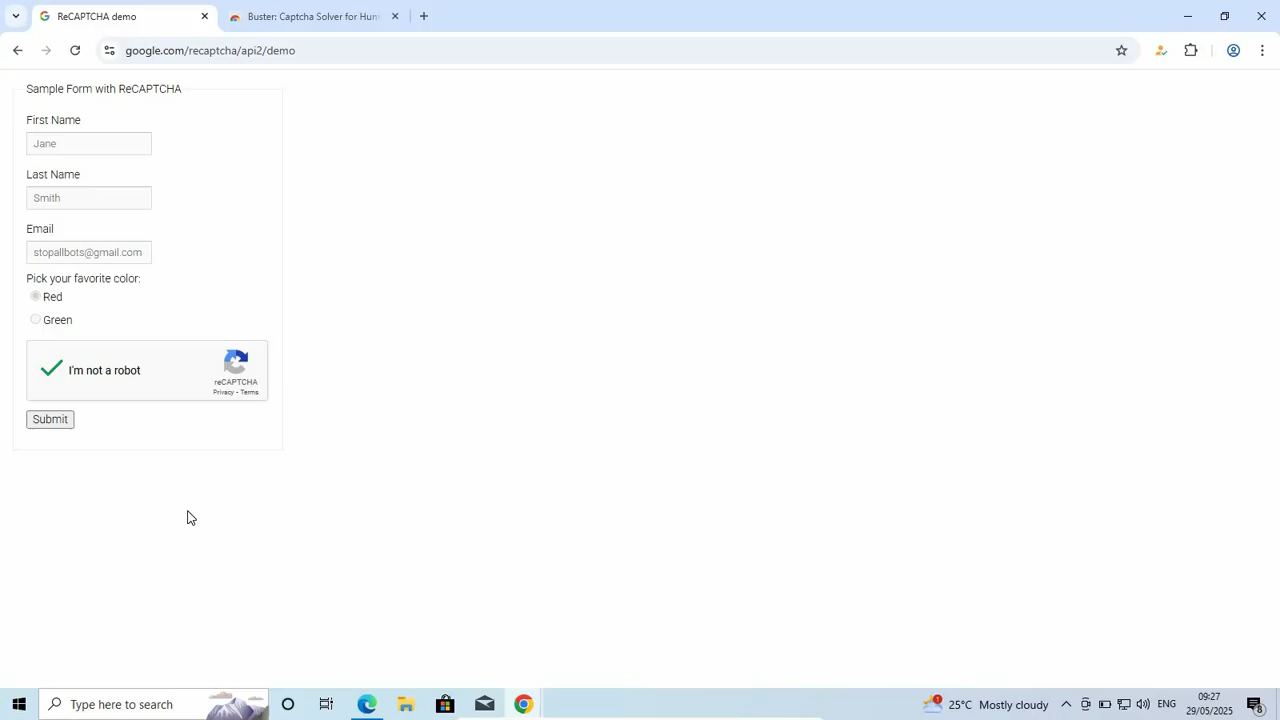 ReCAPTCHA demo
Buster: Captcha Solver for Hum
google.com/recaptcha/api2/demo
Sample Form with ReCAPTCHA
First Name
Jane
Last Name
Smith
Email
stopallbots@gmail.com
Pick your favorite color:
Red
Green
I'm not a robot
reCAPTCHA
Privacy - Terms
Submit
Type here to search
1
25°C Mostly cloudy
ENG
09:27
29/05/2025
8